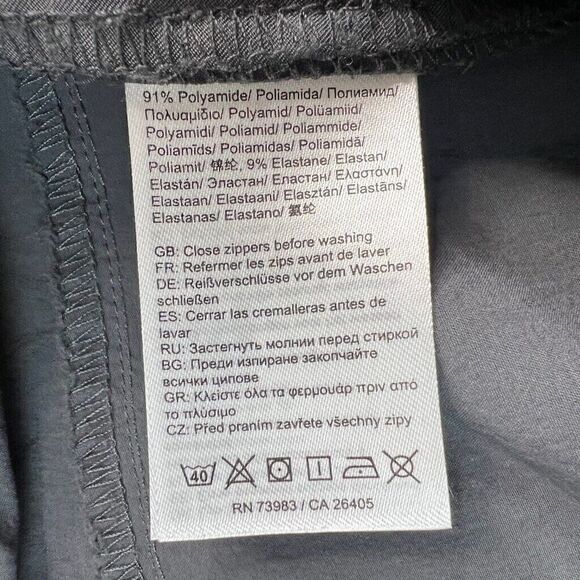 91% Polyamide/ Poliamida/ Полиамид/
Πολυαμίδιο/ Polyamid/ Polüamiid/
Polyamidi/ Poliamid/ Poliammide/
Poliamīds/ Poliamidas/ Poliamidă/
Poliamit/ 锦纶, 9% Elastane/ Elastan/
Elastán/ Эластан/ Еластан/ Ελαστάνη/
Elastaan/ Elastaani/ Elasztán/ Elastāns/
Elastanas/ Elastano/ 氨纶
GB: Close zippers before washing
FR: Refermer les zips avant de laver
DE: Reißverschlüsse vor dem Waschen
schließen
ES: Cerrar las cremalleras antes de
lavar
RU: Застегнуть молнии перед стиркой
BG: Преди изпиране закопчайте
всички ципове
GR: Κλείστε όλα τα φερμουάρ πριν από
το πλύσιμο
CZ: Před praním zavřete všechny zipy
40
RN 73983 / CA 26405